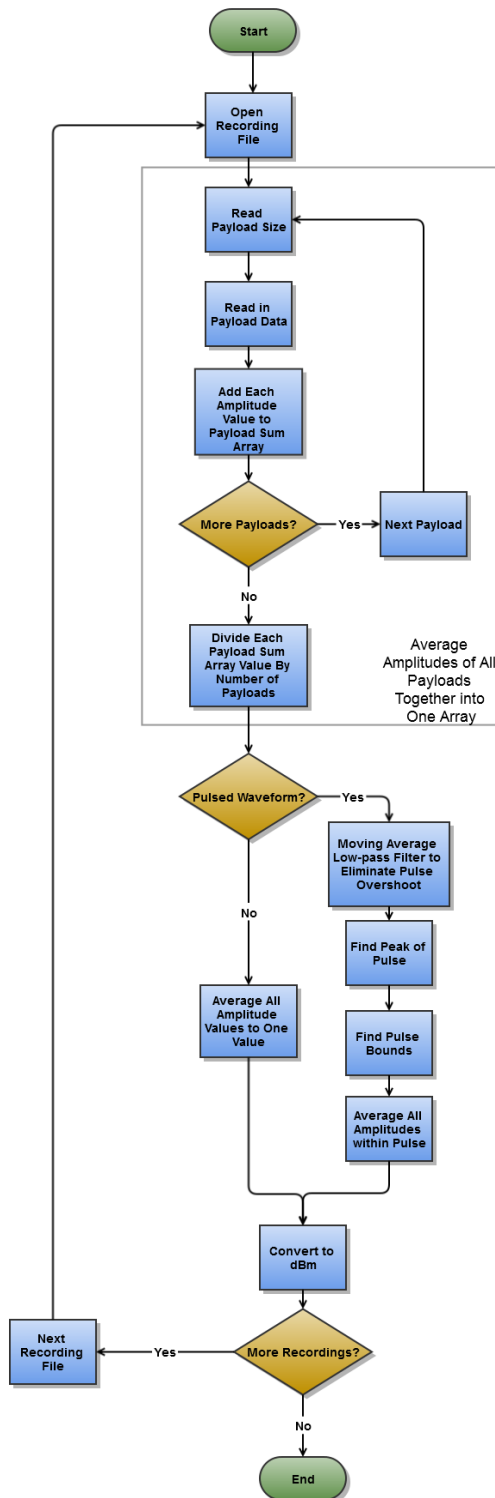 Start
Open
Recording
File
Read
Payload Size
Read in
Payload Data
Add Each
Amplitude
Value to
Payload Sum
Array
More Payloads?
Yes
Next Payload
No
Divide Each
Payload Sum
Array Value By
Number of
Payloads
Average
Amplitudes of All
Payloads
Together into
One Array
Pulsed Waveform?
Yes
Moving Average
Low-pass Filter to
Eliminate Pulse
Overshoot
No
Find Peak of
Pulse
Average All
Amplitude
Values to One
Value
Find Pulse
Bounds
Average All
Amplitudes
within Pulse
Convert to
dBm
More Recordings?
Yes
Next
Recording
File
No
End